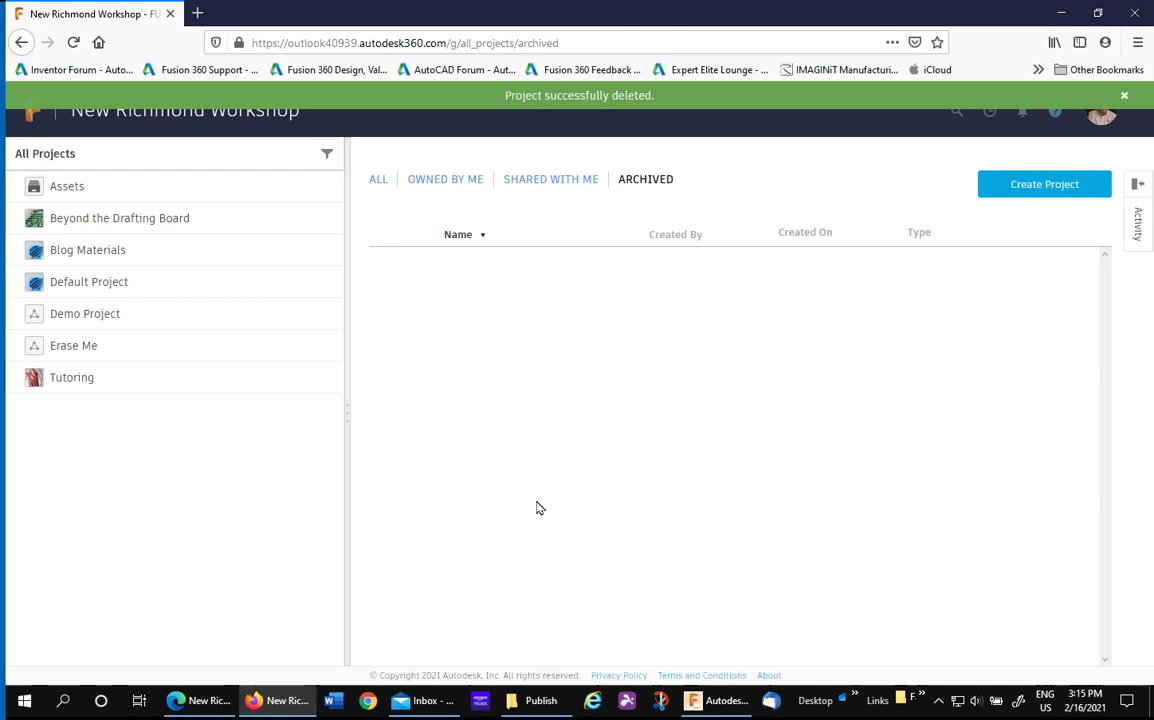 New Richmond Workshop - FU
https://outlook40939.autodesk360.com/g/all_projects/archived
Inventor Forum - Auto...
Fusion 360 Support - ...
Fusion 360 Design, Val...
AutoCAD Forum - Aut...
Fusion 360 Feedback ...
Expert Elite Lounge - ...
IMAGINiT Manufacturi...
iCloud
Other Bookmarks
Project successfully deleted.
New Richmond Workshop
All Projects
Assets
Beyond the Drafting Board
Blog Materials
Default Project
Demo Project
Erase Me
Tutoring
ALL
OWNED BY ME
SHARED WITH ME
ARCHIVED
Create Project
Activity
Name
Created By
Created On
Type
© Copyright 2021 Autodesk, Inc. All rights reserved.
Privacy Policy
Terms and Conditions
About
New Ric...
New Ric...
Inbox - ...
Publish
Autodes...
Desktop
Links
F...
ENG
US
3:15 PM
2/16/2021